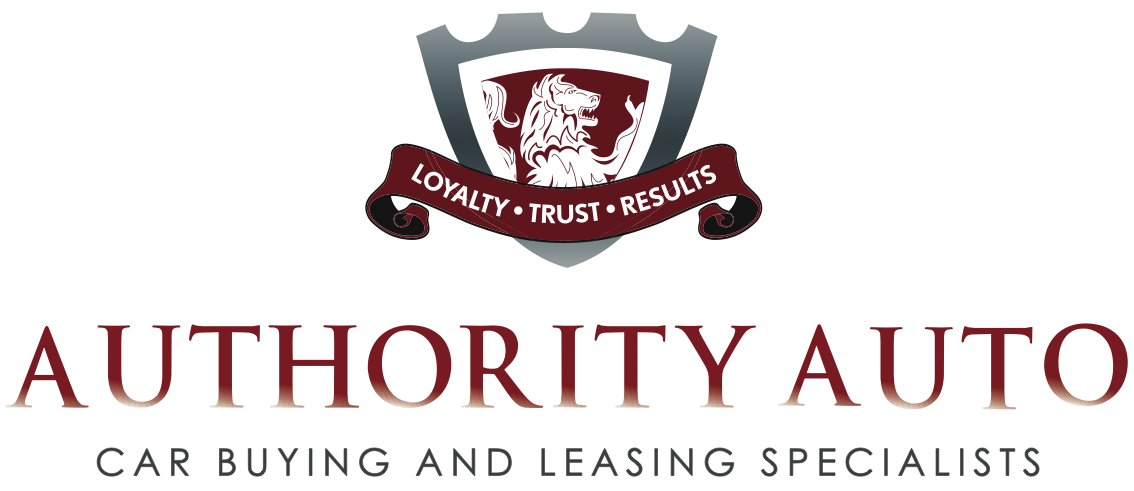 LOYALTY • TRUST • RESULTS
AUTHORITY AUTO
CAR BUYING AND LEASING SPECIALISTS